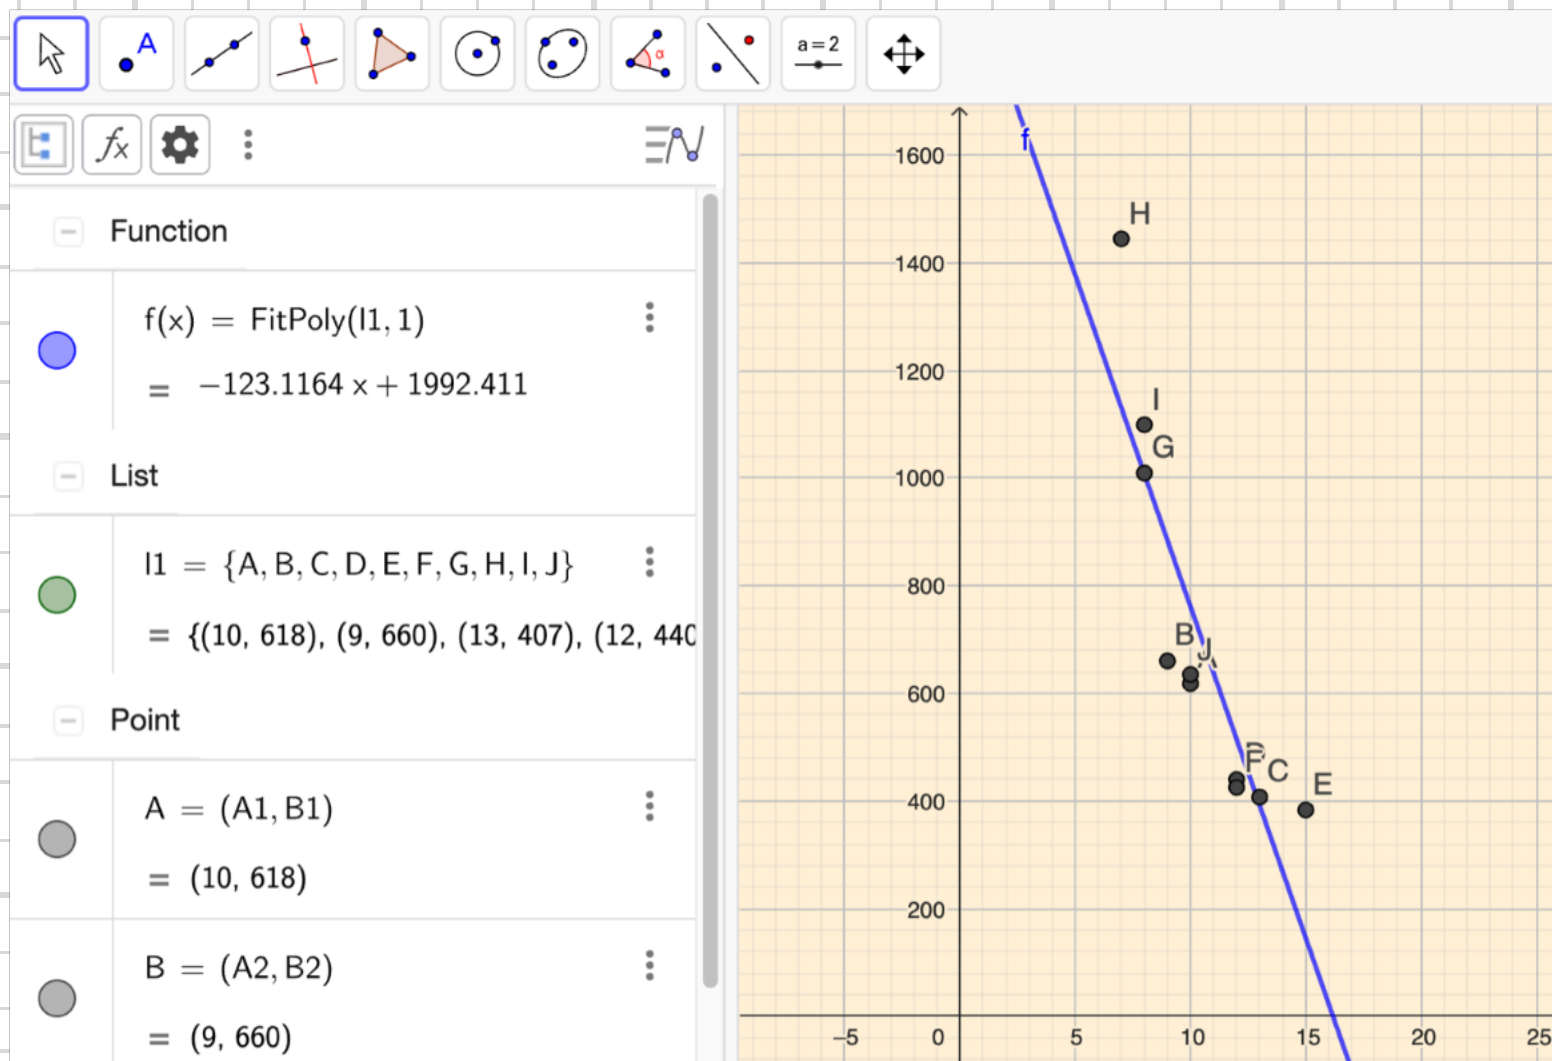 A
α
a = 2
fx
Function
f(x) = FitPoly(l1, 1)
= −123.1164 x + 1992.411
List
l1 = {A, B, C, D, E, F, G, H, I, J}
= {(10, 618), (9, 660), (13, 407), (12, 440
Point
A = (A1, B1)
= (10, 618)
B = (A2, B2)
= (9, 660)
f
1600
H
1400
1200
I
G
1000
800
B
J
600
F
C
E
400
200
−5
0
5
10
15
20
25